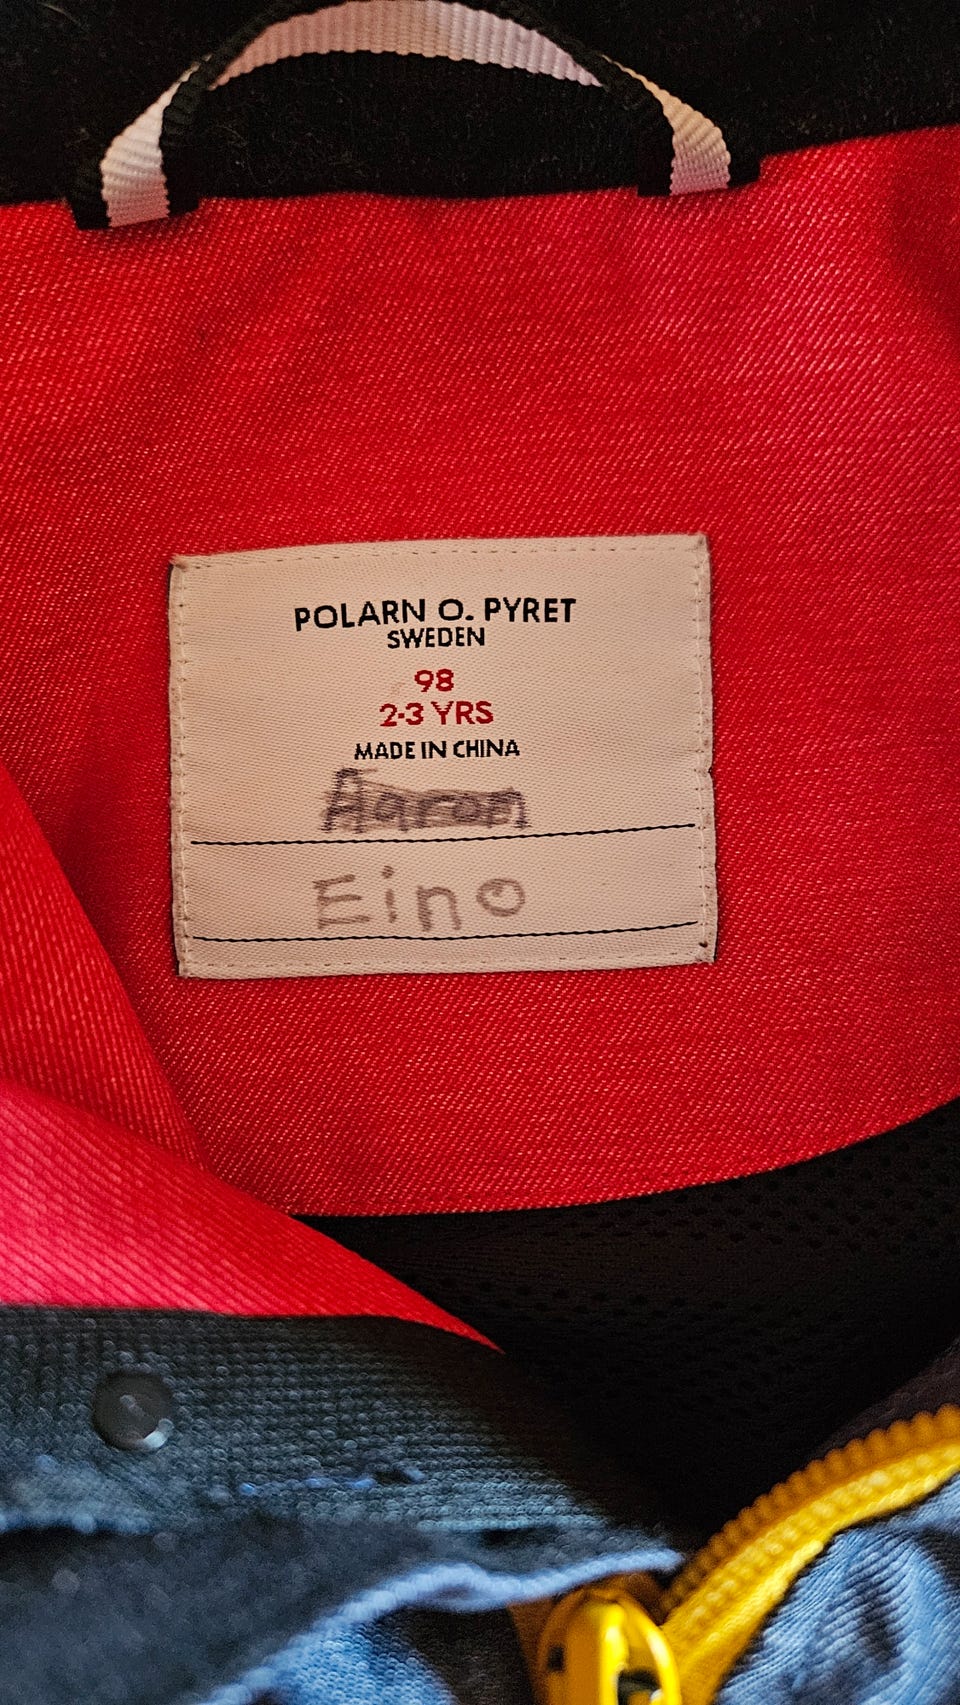 POLARN O. PYRET
SWEDEN
98
2-3 YRS
MADE IN CHINA
Aaron
Eino